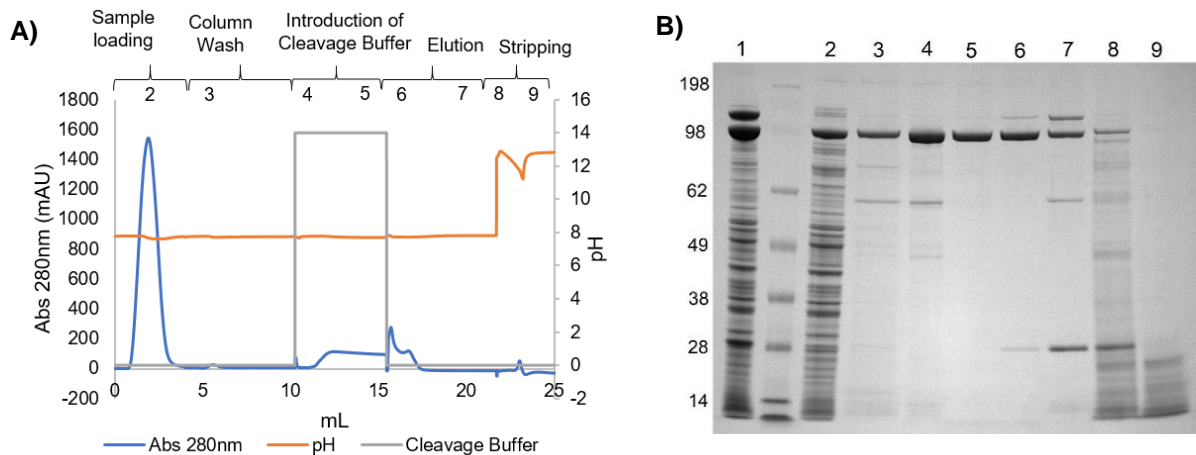 A)
Sample loading
Column Wash
Introduction of Cleavage Buffer
Elution
Stripping
2 3 4 5 6 7 8 9
1800
1600
1400
1200
1000
800
600
400
200
0
-200
Abs 280nm (mAU)
16
14
12
10
8
6
4
2
0
-2
pH
0 5 10 15 20 25
mL
Abs 280nm pH Cleavage Buffer
B)
1 2 3 4 5 6 7 8 9
198
98
62
49
38
28
14